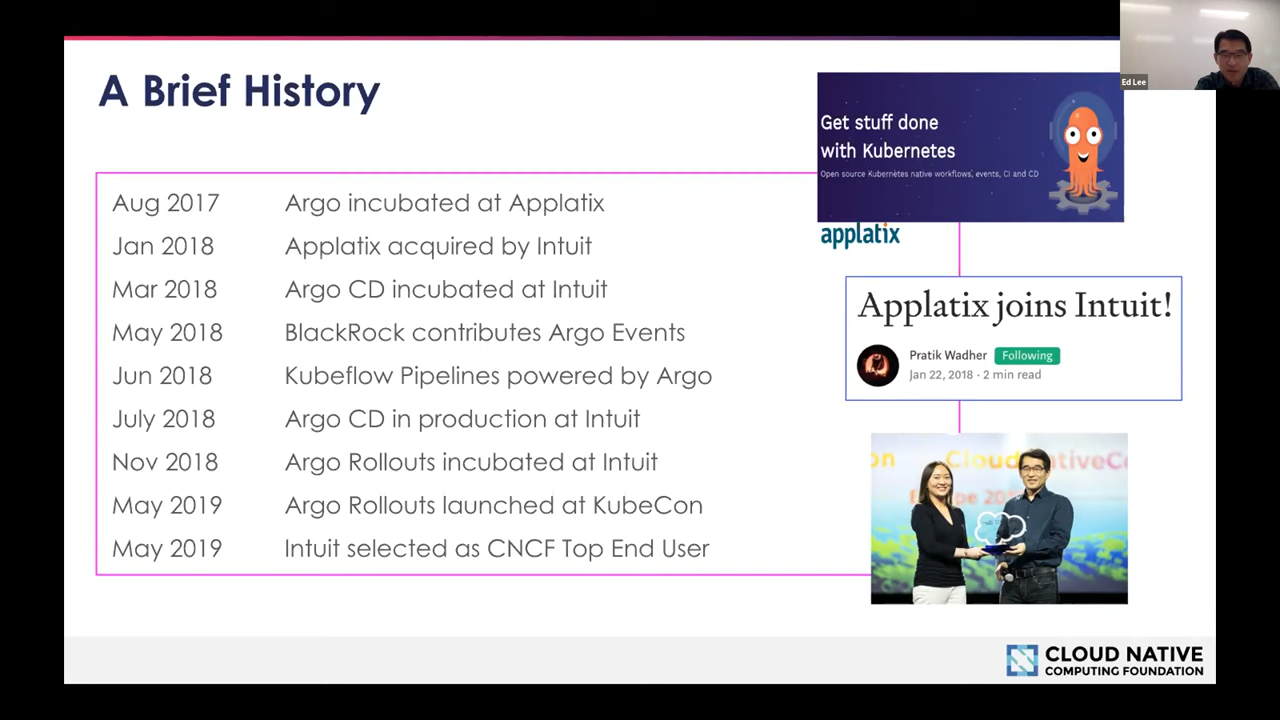 A Brief History
Aug 2017 Argo incubated at Applatix
Jan 2018 Applatix acquired by Intuit
Mar 2018 Argo CD incubated at Intuit
May 2018 BlackRock contributes Argo Events
Jun 2018 Kubeflow Pipelines powered by Argo
July 2018 Argo CD in production at Intuit
Nov 2018 Argo Rollouts incubated at Intuit
May 2019 Argo Rollouts launched at KubeCon
May 2019 Intuit selected as CNCF Top End User
Get stuff done
with Kubernetes
Open source Kubernetes native workflows, events, CI and CD
applatix
Applatix joins Intuit!
Pratik Wadher Following
Jan 22, 2018 · 2 min read
Ed Lee
CLOUD NATIVE
COMPUTING FOUNDATION